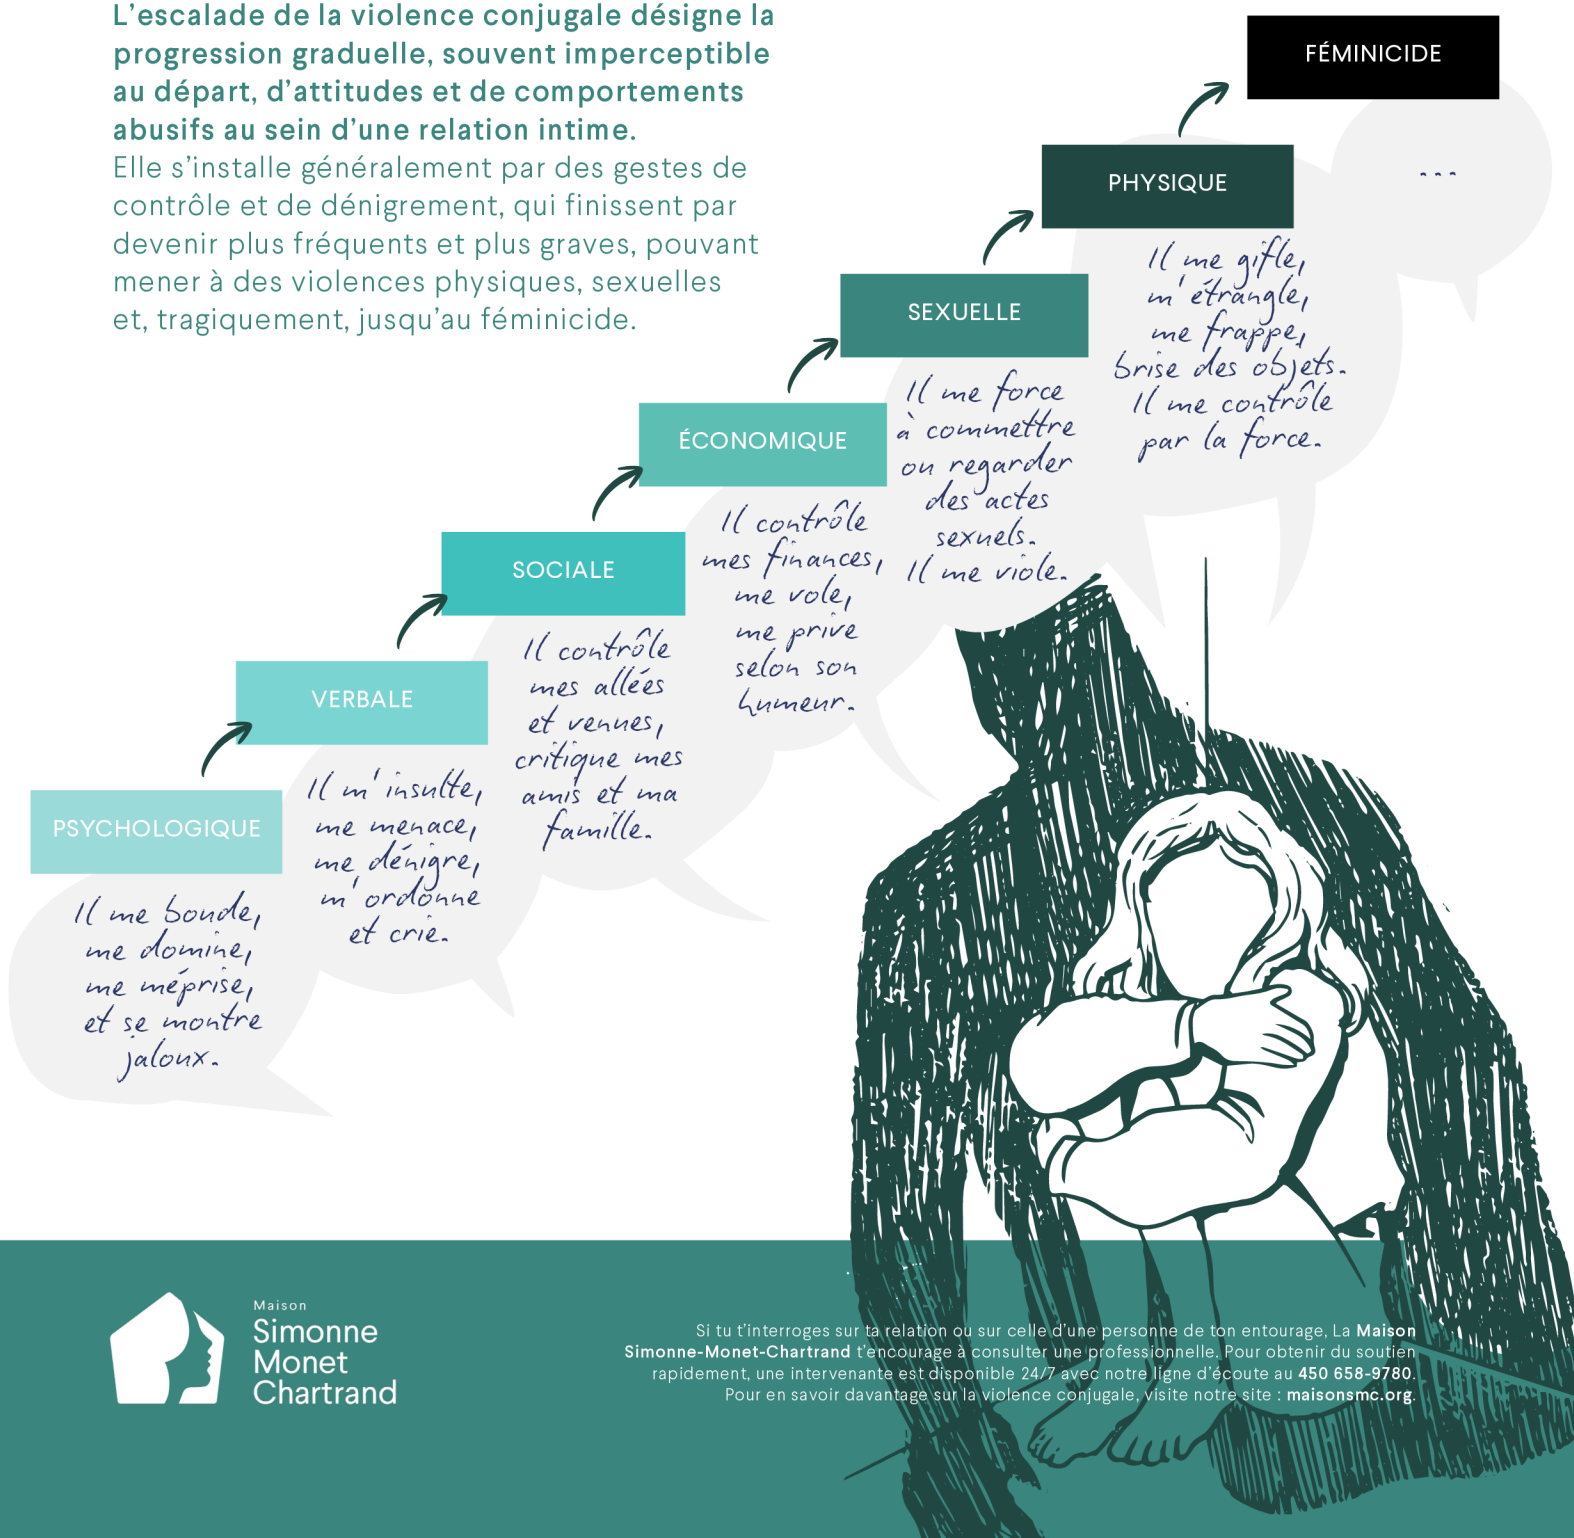 L’escalade de la violence conjugale désigne la
progression graduelle, souvent imperceptible
au départ, d’attitudes et de comportements
abusifs au sein d’une relation intime.
Elle s’installe généralement par des gestes de
contrôle et de dénigrement, qui finissent par
devenir plus fréquents et plus graves, pouvant
mener à des violences physiques, sexuelles
et, tragiquement, jusqu’au féminicide.
PSYCHOLOGIQUE
Il me boude,
me domine,
me méprise,
et se montre
jaloux.
VERBALE
Il m'insulte,
me menace,
me dénigre,
m'ordonne
et crie.
SOCIALE
Il contrôle
mes allées
et venues,
critique mes
amis et ma
famille.
ÉCONOMIQUE
Il contrôle
mes finances,
me vole,
me prive
selon son
humeur.
SEXUELLE
Il me force
à commettre
ou regarder
des actes
sexuels.
Il me viole.
PHYSIQUE
Il me gifle,
m'étrangle,
me frappe,
brise des objets.
Il me contrôle
par la force.
FÉMINICIDE
...
Maison
Simonne
Monet
Chartrand
Si tu t’interroges sur ta relation ou sur celle d’une personne de ton entourage, La Maison
Simonne-Monet-Chartrand t’encourage à consulter une professionnelle. Pour obtenir du soutien
rapidement, une intervenante est disponible 24/7 avec notre ligne d’écoute au 450 658-9780.
Pour en savoir davantage sur la violence conjugale, visite notre site : maisonsmc.org.